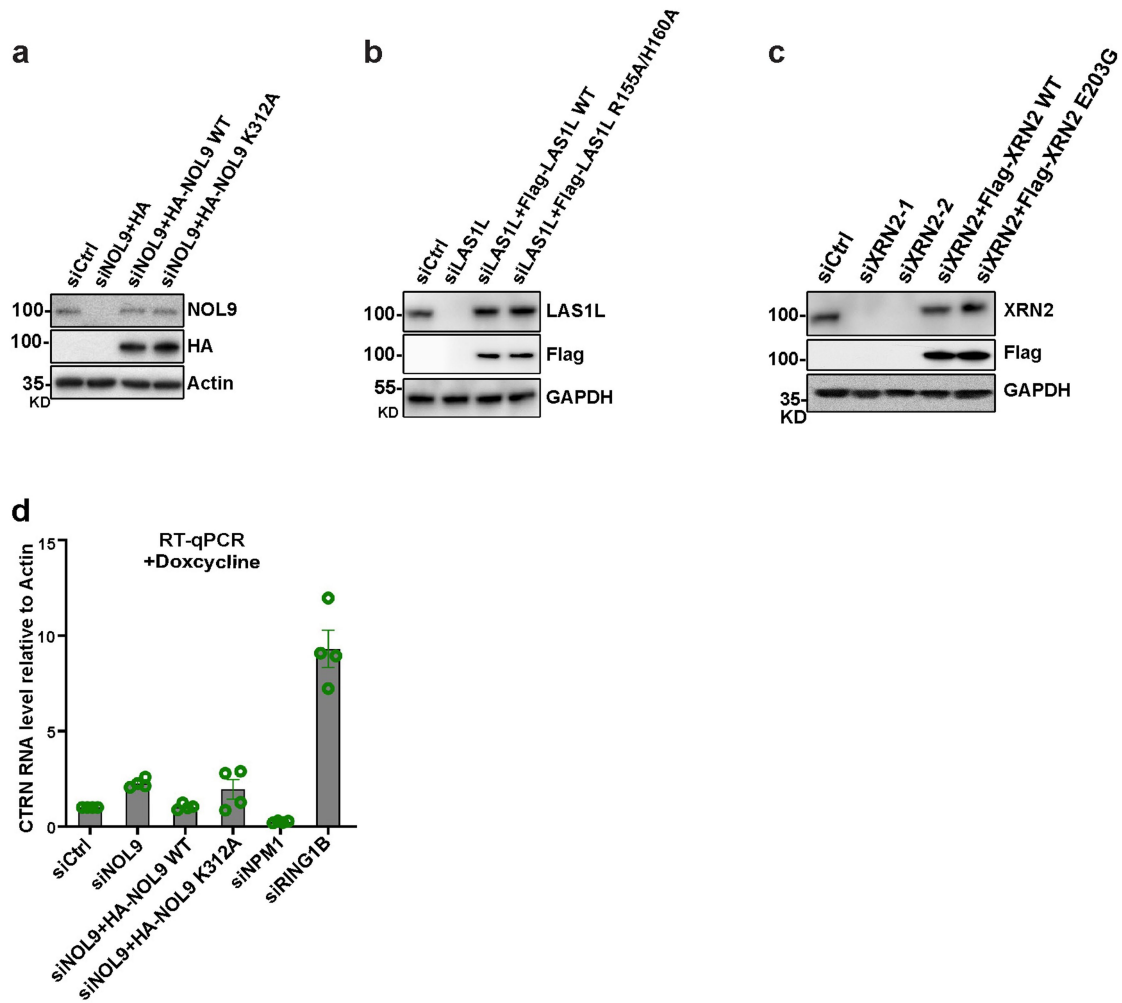 a
siCtrl
siNOL9+HA
siNOL9+HA-NOL9 WT
siNOL9+HA-NOL9 K312A
100- NOL9
100- HA
35- Actin
KD
b
siCtrl
siLAS1L
siLAS1L+Flag-LAS1L WT
siLAS1L+Flag-LAS1L R155A/H160A
100- LAS1L
100- Flag
55- GAPDH
KD
c
siCtrl
siXRN2-1
siXRN2-2
siXRN2+Flag-XRN2 WT
siXRN2+Flag-XRN2 E203G
100- XRN2
100- Flag
35- GAPDH
KD
d
RT-qPCR
+Doxcycline
CTRN RNA level relative to Actin
15
10
5
0
siCtrl
siNOL9
siNOL9+HA-NOL9 WT
siNOL9+HA-NOL9 K312A
siNPM1
siRING1B